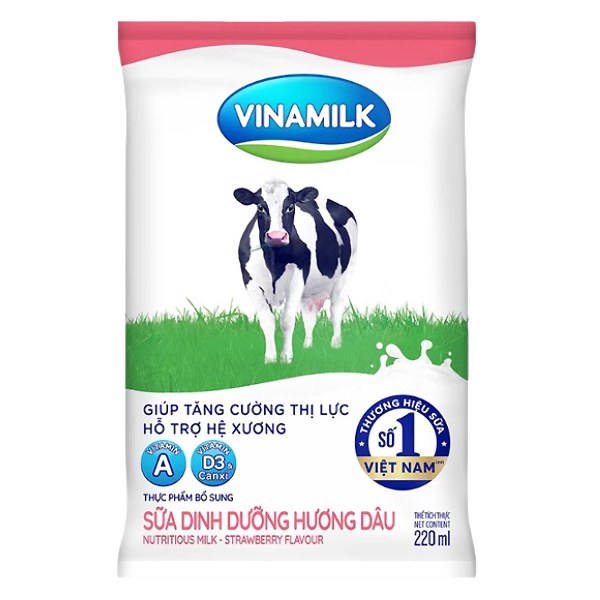 VINAMILK
GIÚP TĂNG CƯỜNG THỊ LỰC
HỖ TRỢ HỆ XƯƠNG
VITAMIN
A
VITAMIN
D3 &
Canxi
THƯƠNG HIỆU SỮA
SỐ 1
VIỆT NAM
THỰC PHẨM BỔ SUNG
SỮA DINH DƯỠNG HƯƠNG DÂU
NUTRITIOUS MILK - STRAWBERRY FLAVOUR
THỂ TÍCH THỰC
NET CONTENT
220 ml